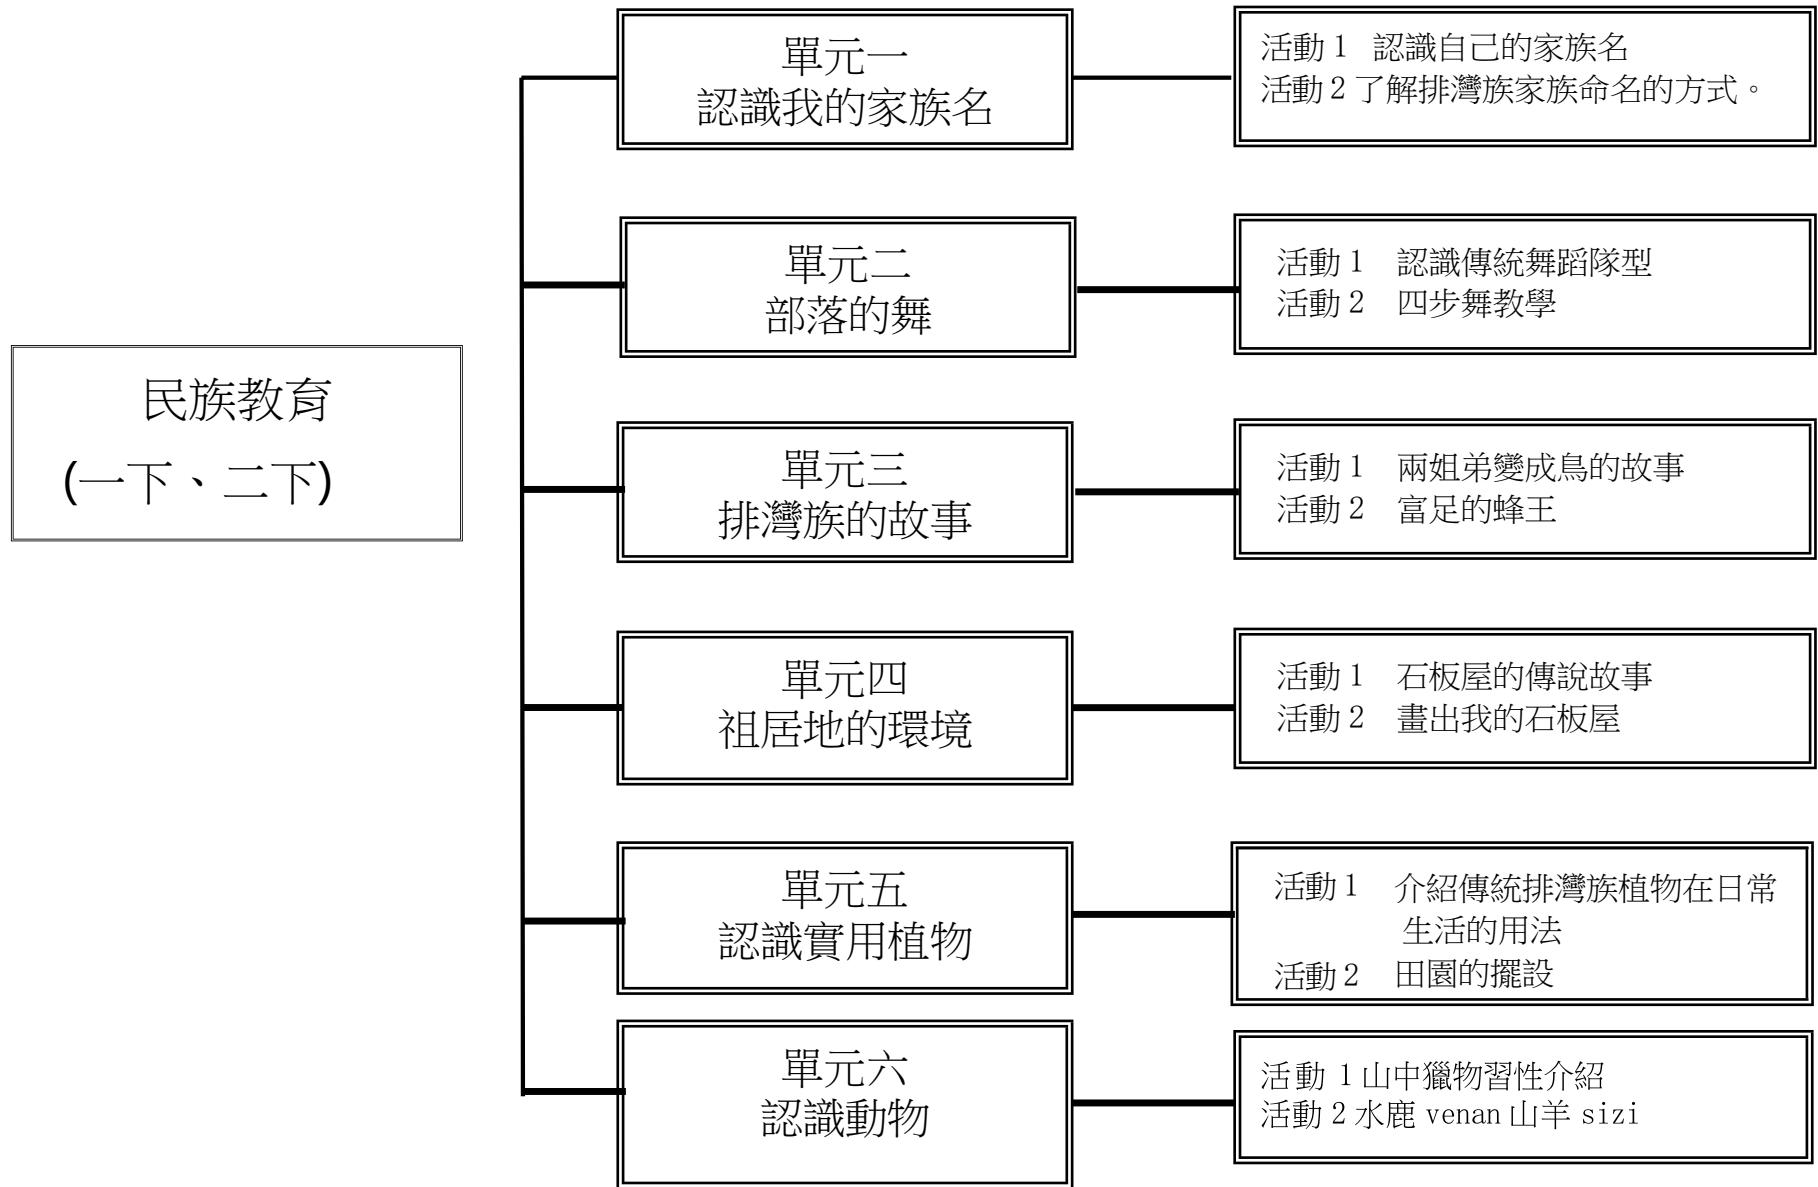 民族教育
(一下、二下)
單元一
認識我的家族名
活動 1 認識自己的家族名
活動 2 了解排灣族家族命名的方式。
單元二
部落的舞
活動 1 認識傳統舞蹈隊型
活動 2 四步舞教學
單元三
排灣族的故事
活動 1 兩姐弟變成鳥的故事
活動 2 富足的蜂王
單元四
祖居地的環境
活動 1 石板屋的傳說故事
活動 2 畫出我的石板屋
單元五
認識實用植物
活動 1 介紹傳統排灣族植物在日常
生活的用法
活動 2 田園的擺設
單元六
認識動物
活動 1 山中獵物習性介紹
活動 2 水鹿 venan 山羊 sizi